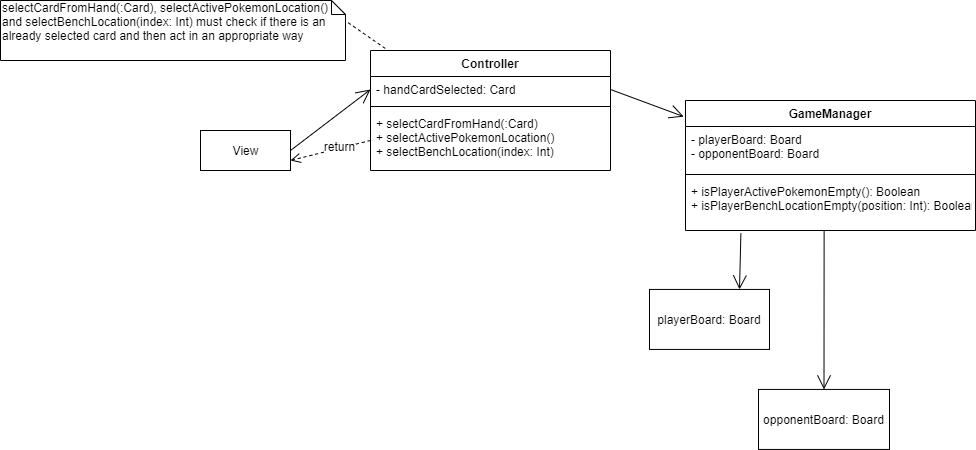 selectCardFromHand(:Card), selectActivePokemonLocation()
and selectBenchLocation(index: Int) must check if there is an
already selected card and then act in an appropriate way
Controller
- handCardSelected: Card
+ selectCardFromHand(:Card)
+ selectActivePokemonLocation()
+ selectBenchLocation(index: Int)
View
return
GameManager
- playerBoard: Board
- opponentBoard: Board
+ isPlayerActivePokemonEmpty(): Boolean
+ isPlayerBenchLocationEmpty(position: Int): Boolea
playerBoard: Board
opponentBoard: Board